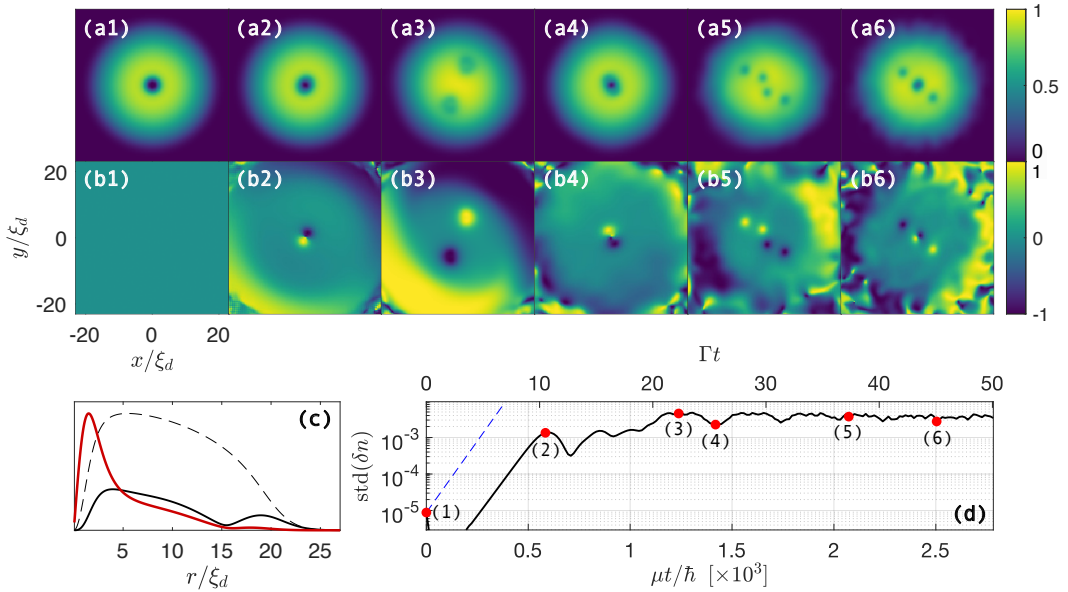 (a1) (a2) (a3) (a4) (a5) (a6) 1
0.5
0
(b1) (b2) (b3) (b4) (b5) (b6) 1
20
0
-20
y/ξ_d
0
-1
-20 0 20
x/ξ_d
Γt
0 10 20 30 40 50
(c)
5 10 15 20 25
r/ξ_d
std(δn)
10^-3
10^-4
10^-5
(1) (2) (3) (4) (5) (6)
(d)
0 0.5 1 1.5 2 2.5
μt/ħ [×10^3]